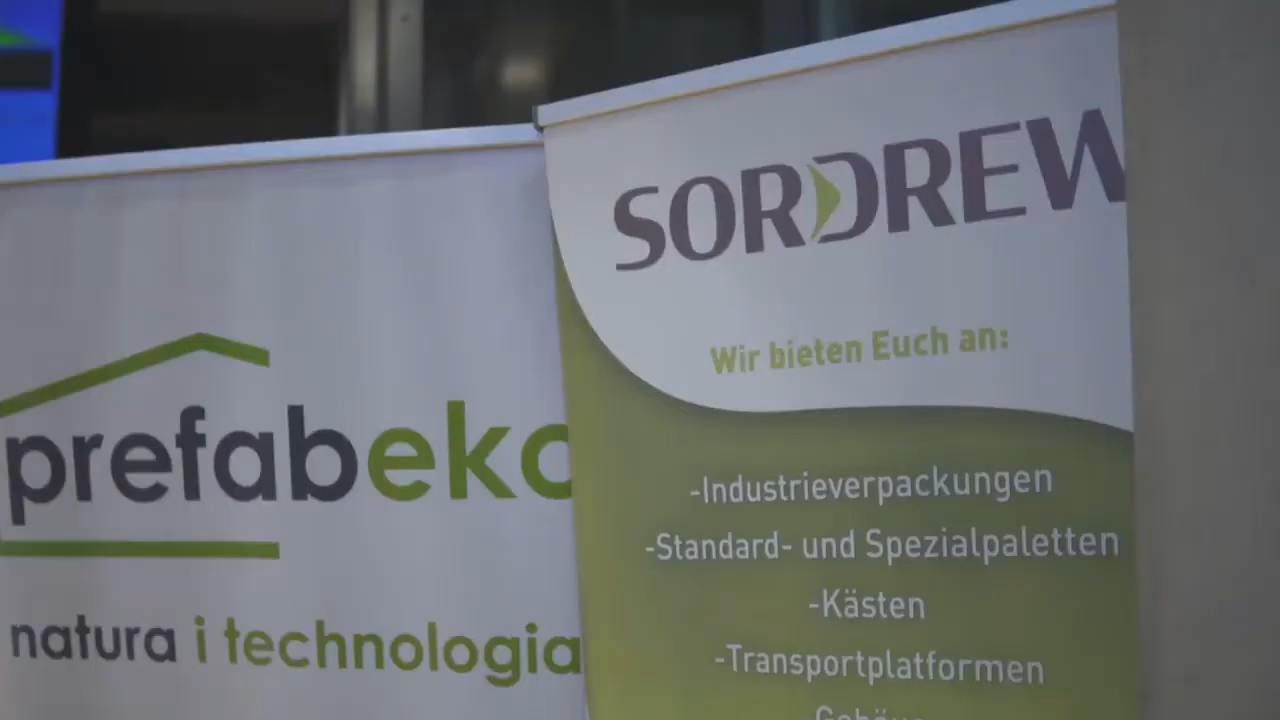 prefabeko
natura i technologia
SORDREW
Wir bieten Euch an:
-Industrieverpackungen
-Standard- und Spezialpaletten
-Kästen
-Transportplatformen